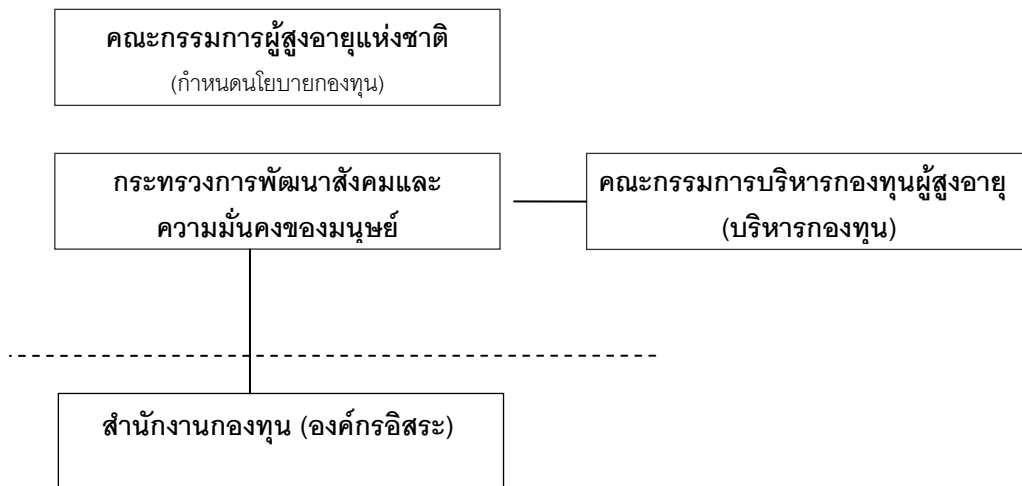 คณะกรรมการผู้สูงอายุแห่งชาติ
(กำหนดนโยบายกองทุน)
กระทรวงการพัฒนาสังคมและ
ความมั่นคงของมนุษย์
คณะกรรมการบริหารกองทุนผู้สูงอายุ
(บริหารกองทุน)
สำนักงานกองทุน (องค์กรอิสระ)